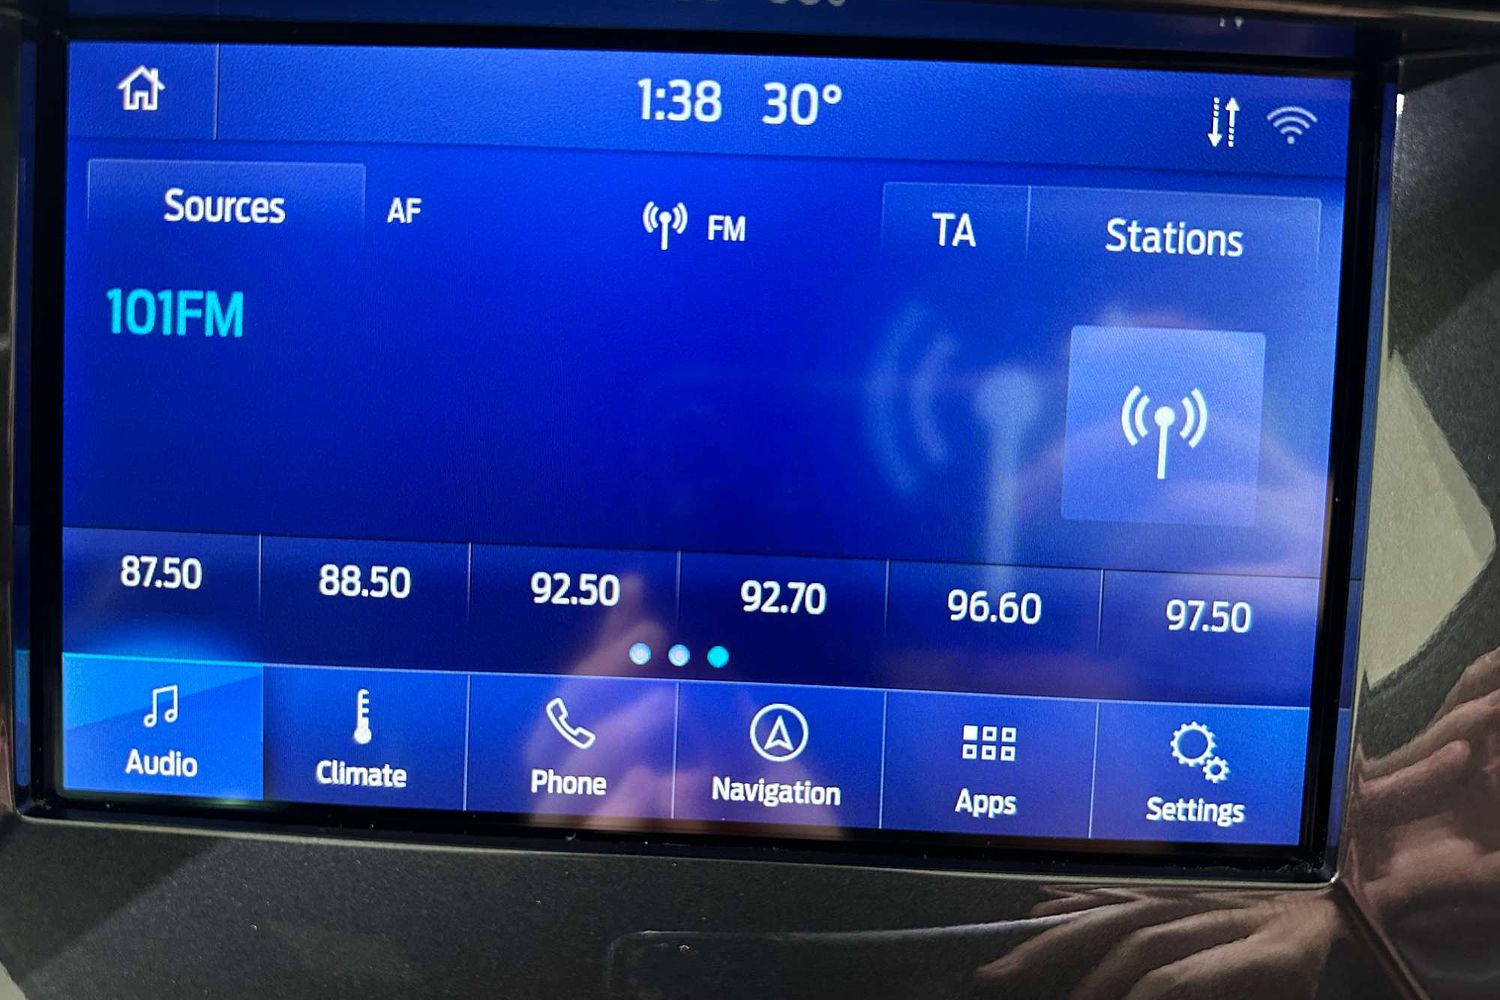 1:38 30°
Sources AF FM TA Stations
101FM
87.50 88.50 92.50 92.70 96.60 97.50
Audio Climate Phone Navigation Apps Settings